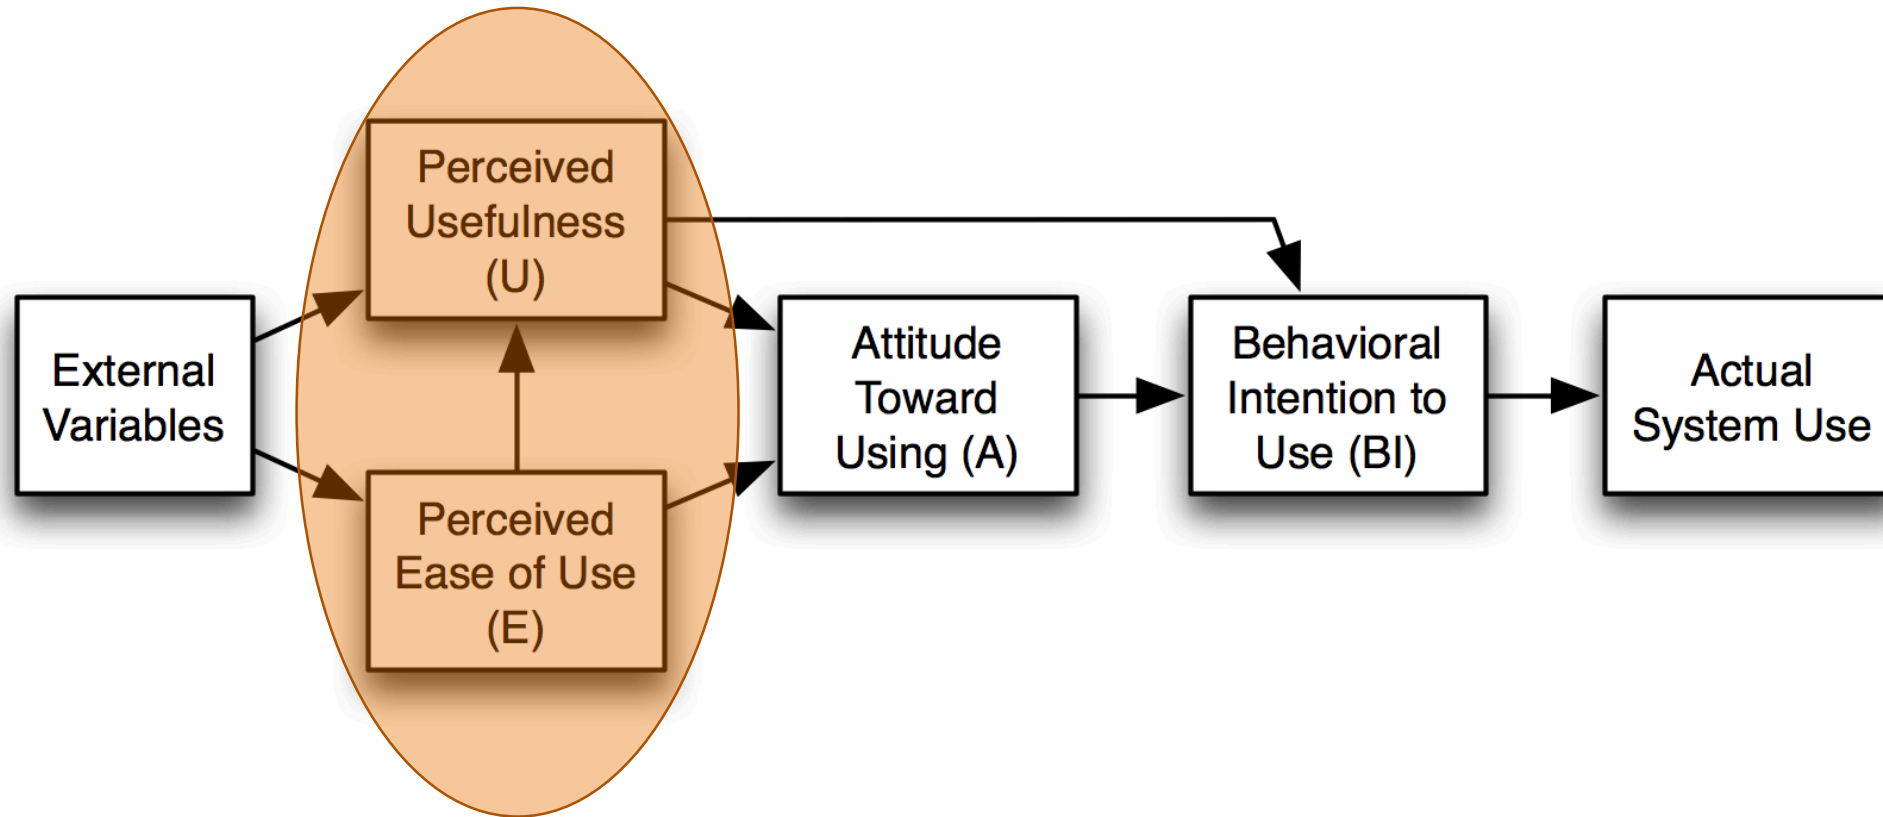 Perceived
Usefulness
(U)
External
Variables
Perceived
Ease of Use
(E)
Attitude
Toward
Using (A)
Behavioral
Intention to
Use (BI)
Actual
System Use